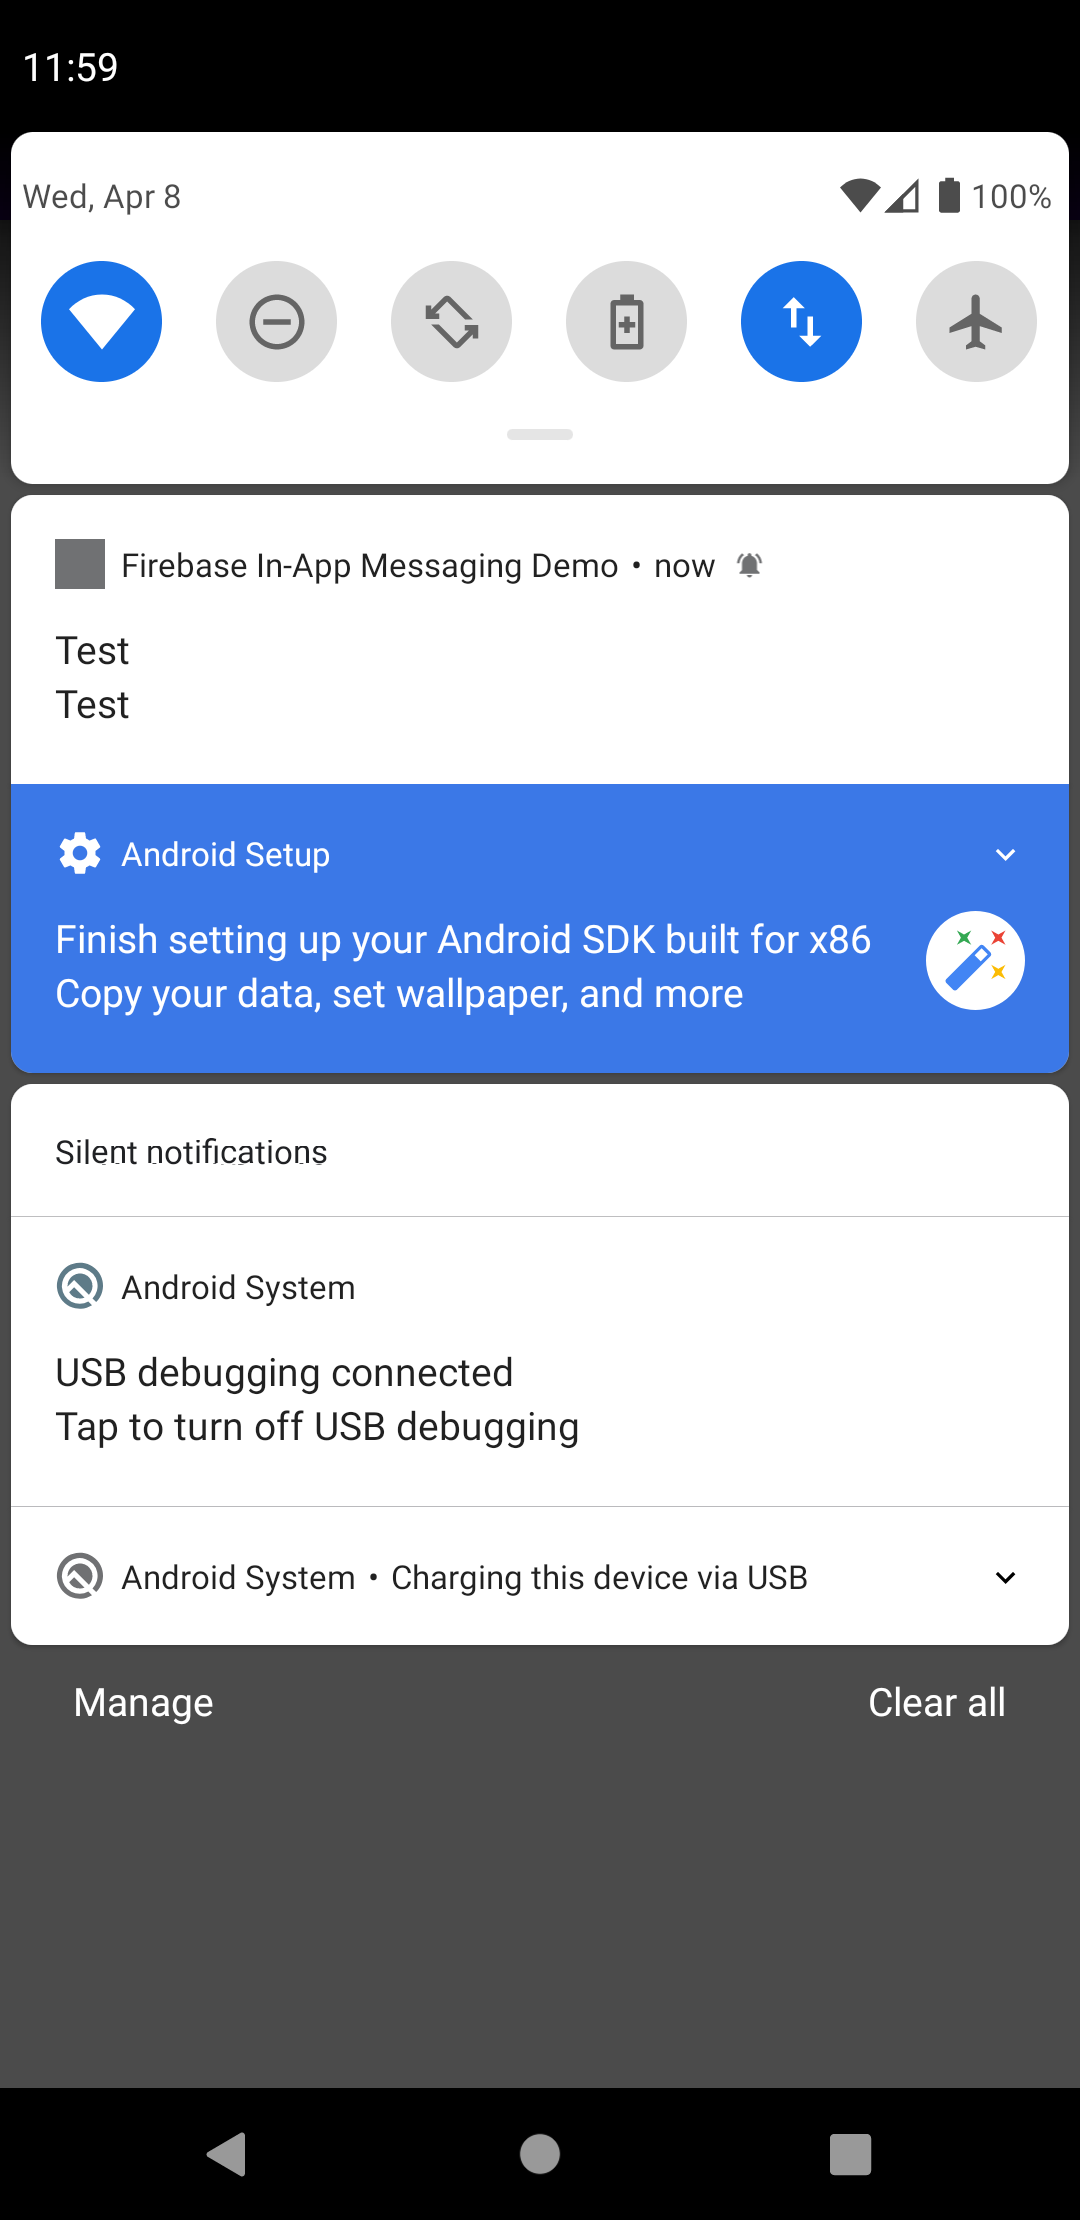 11:59
Wed, Apr 8
100%
Firebase In-App Messaging Demo • now
Test
Test
Android Setup
Finish setting up your Android SDK built for x86
Copy your data, set wallpaper, and more
Silent notifications
Android System
USB debugging connected
Tap to turn off USB debugging
Android System • Charging this device via USB
Manage
Clear all